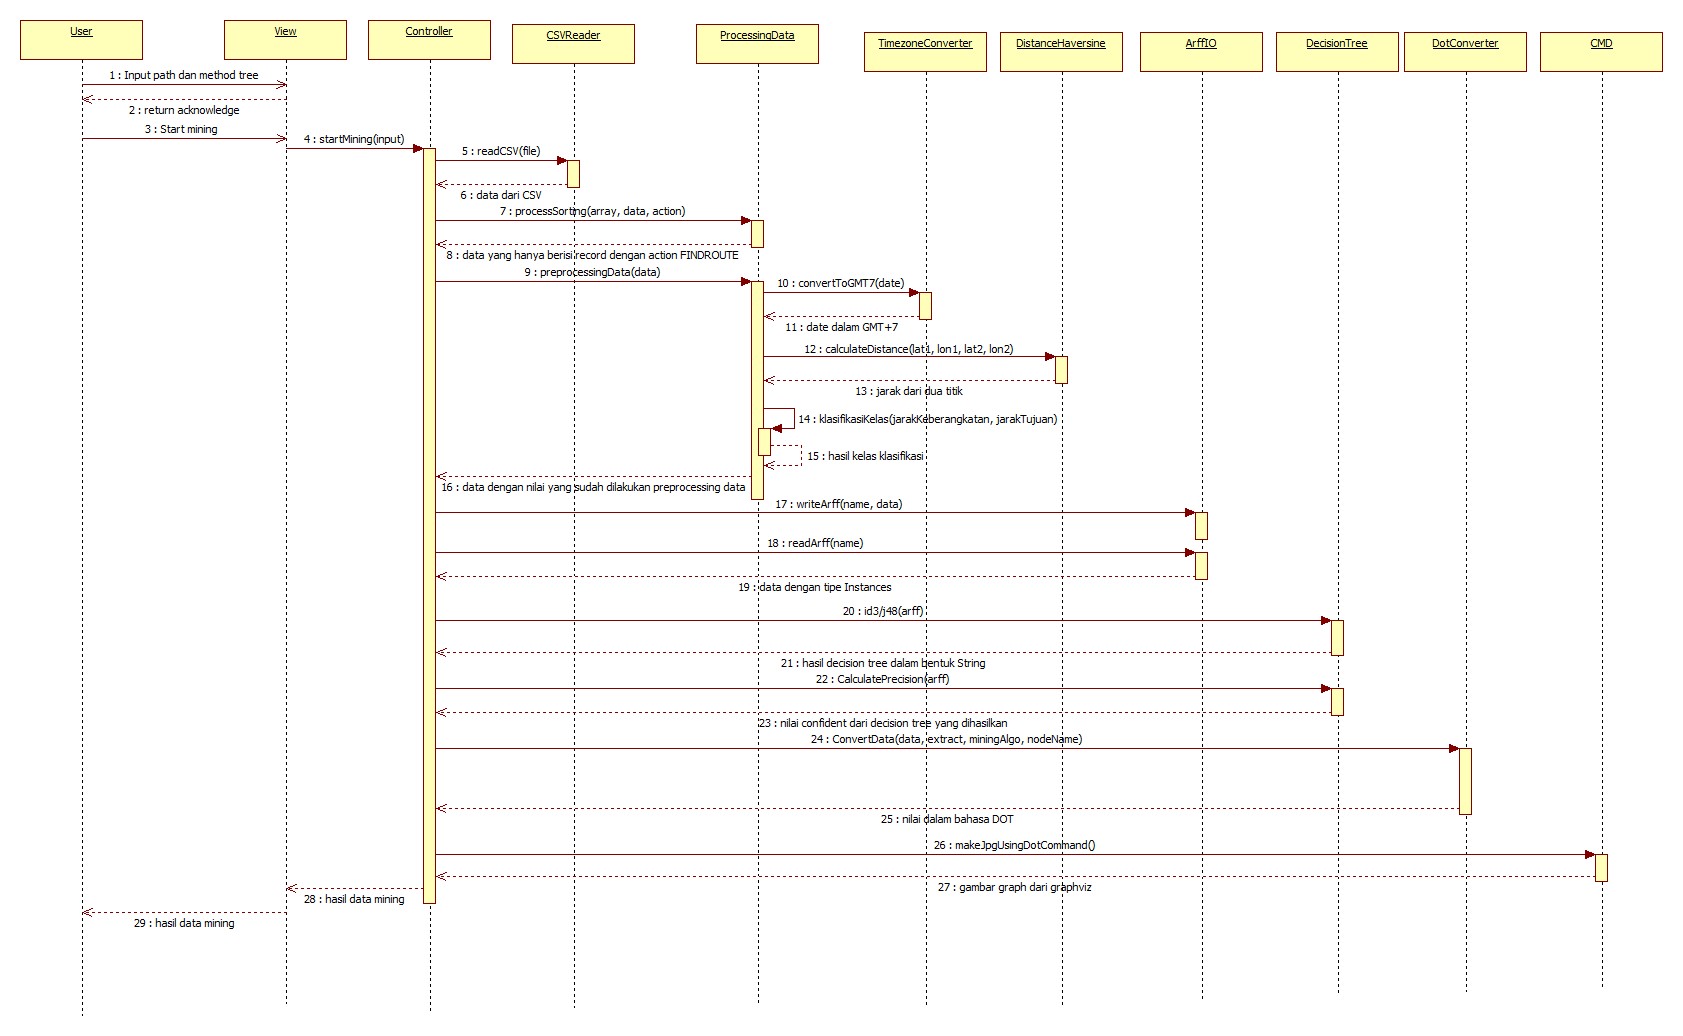 User
View
Controller
CSVReader
ProcessingData
TimezoneConverter
DistanceHaversine
ArffIO
DecisionTree
DotConverter
CMD
1 : Input path dan method tree
2 : return acknowledge
3 : Start mining
4 : startMining(input)
5 : readCSV(file)
6 : data dari CSV
7 : processSorting(array, data, action)
8 : data yang hanya berisi record dengan action FINDROUTE
9 : preprocessingData(data)
10 : convertToGMT7(date)
11 : date dalam GMT+7
12 : calculateDistance(lat1, lon1, lat2, lon2)
13 : jarak dari dua titik
14 : klasifikasiKelas(jarakKeberangkatan, jarakTujuan)
15 : hasil kelas klasifikasi
16 : data dengan nilai yang sudah dilakukan preprocessing data
17 : writeArff(name, data)
18 : readArff(name)
19 : data dengan tipe Instances
20 : id3/j48(arff)
21 : hasil decision tree dalam bentuk String
22 : CalculatePrecision(arff)
23 : nilai confident dari decision tree yang dihasilkan
24 : ConvertData(data, extract, miningAlgo, nodeName)
25 : nilai dalam bahasa DOT
26 : makeJpgUsingDotCommand()
27 : gambar graph dari graphviz
28 : hasil data mining
29 : hasil data mining